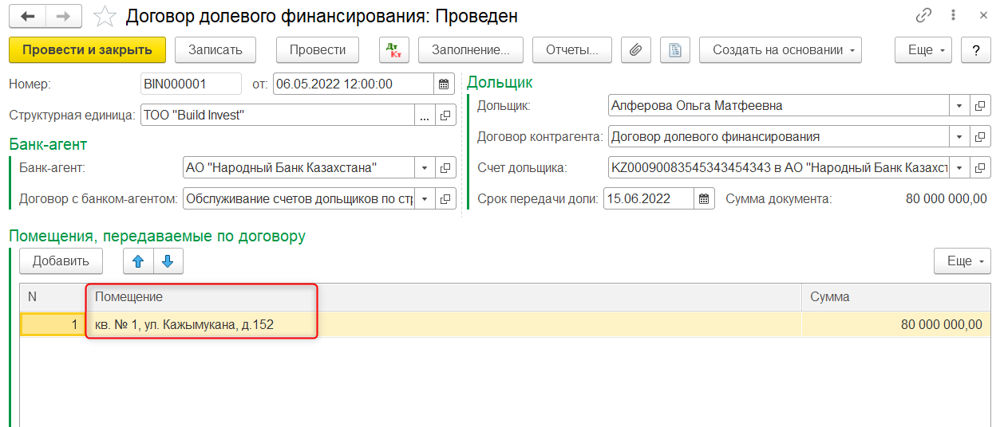 Договор долевого финансирования: Проведен
Провести и закрыть Записать Провести Дт Кт Заполнение... Отчеты... Создать на основании Еще ?
Номер: BIN000001 от: 06.05.2022 12:00:00
Структурная единица: ТОО "Build Invest" ...
Банк-агент
Банк-агент: АО "Народный Банк Казахстана"
Договор с банком-агентом: Обслуживание счетов дольщиков по стр
Дольщик
Дольщик: Алферова Ольга Матфеевна
Договор контрагента: Договор долевого финансирования
Счет дольщика: KZ00090083545343454343 в АО "Народный Банк Казахст
Срок передачи доли: 15.06.2022 Сумма документа: 80 000 000,00
Помещения, передаваемые по договору
Добавить Еще
N Помещение Сумма
1 кв. № 1, ул. Кажымукана, д.152 80 000 000,00